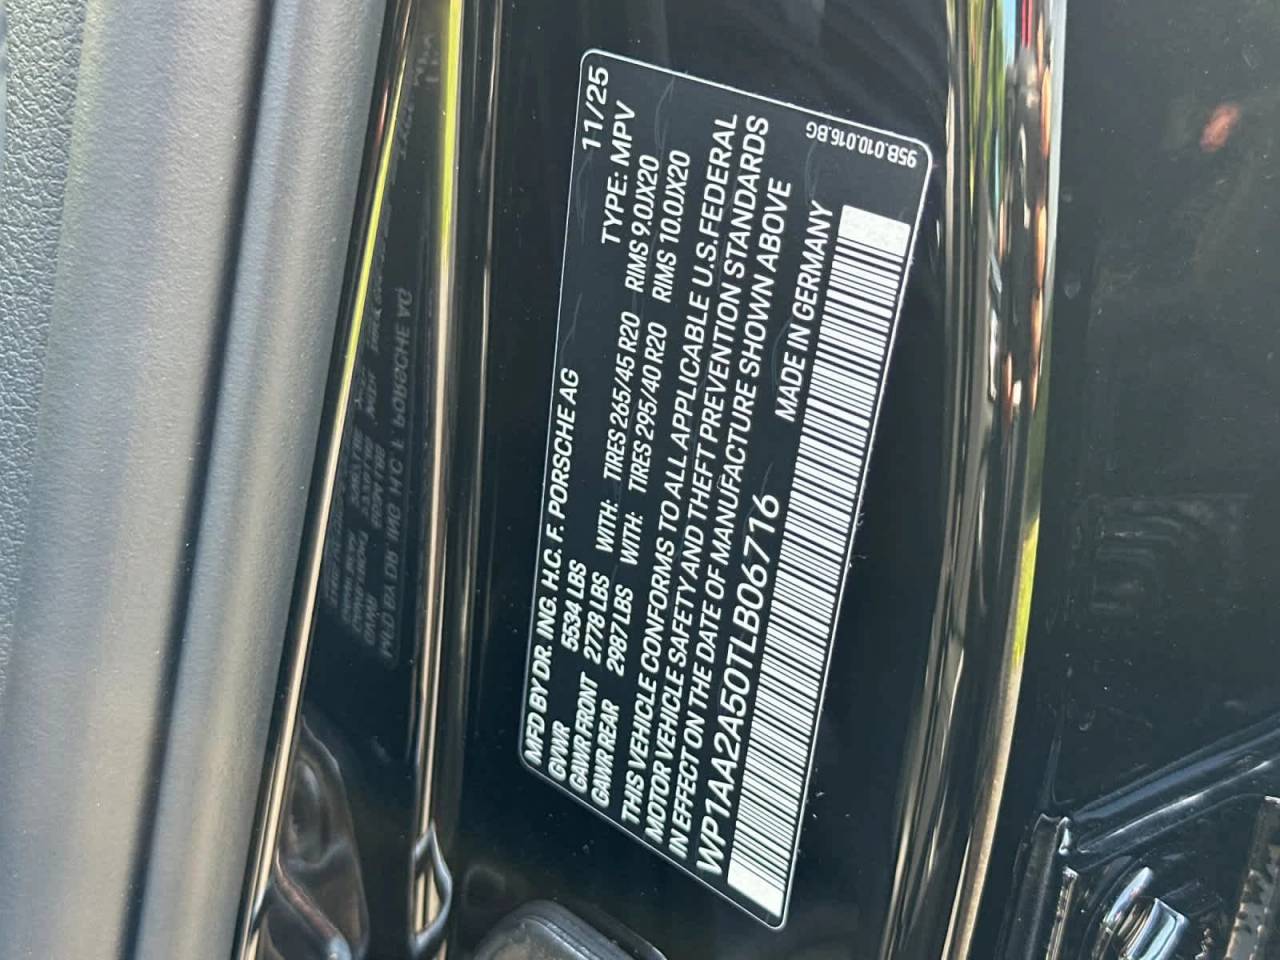 11/25
MFD BY DR. ING. H.C. F. PORSCHE AG TYPE: MPV
GVWR 5534 LBS
GAWR FRONT 2778 LBS WITH: TIRES 265/45 R20 RIMS 9.0JX20
GAWR REAR 2987 LBS WITH: TIRES 295/40 R20 RIMS 10.0JX20
THIS VEHICLE CONFORMS TO ALL APPLICABLE U.S. FEDERAL
MOTOR VEHICLE SAFETY AND THEFT PREVENTION STANDARDS
IN EFFECT ON THE DATE OF MANUFACTURE SHOWN ABOVE
WP1AA2A50TLB06716 MADE IN GERMANY
95B.010.016.BG